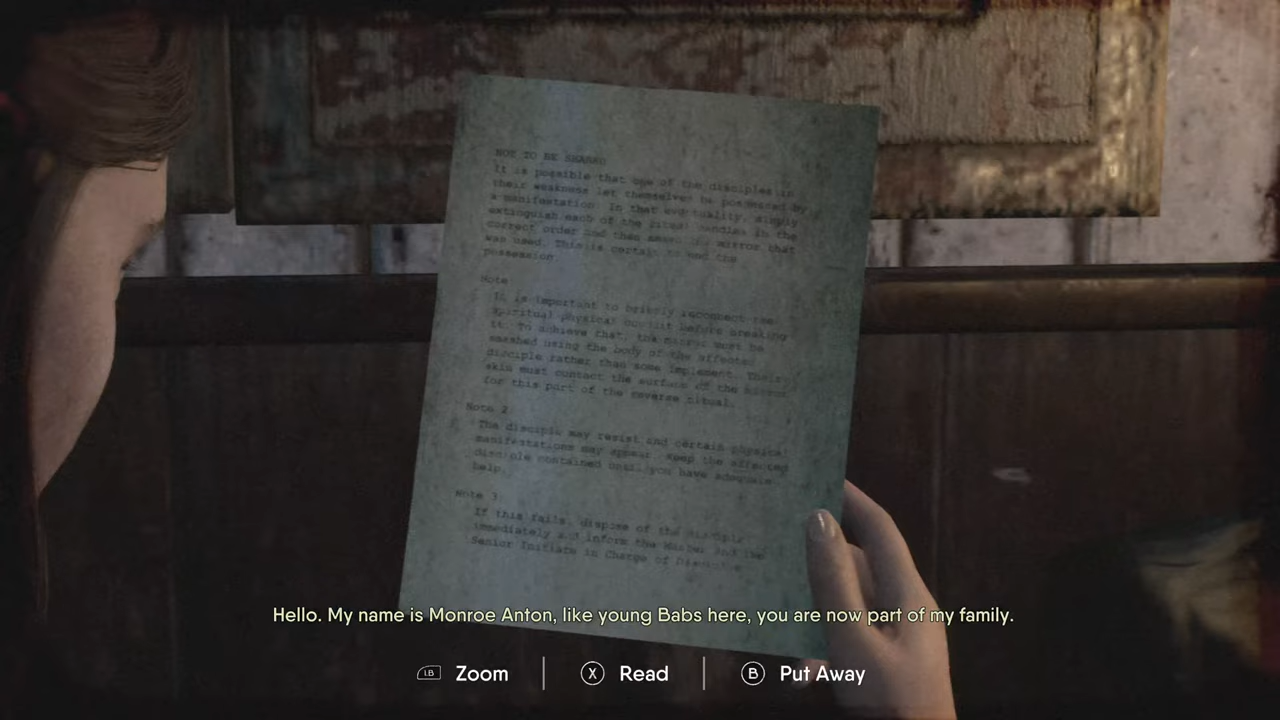 NOT TO BE SHARED
It is possible that one of the disciples in
their weakness let themselves be possessed by
a manifestation. In that eventuality, simply
extinguish each of the ritual candles in the
correct order and then smash the mirror that
was used. This is certain to end the
possession.
Note
It is important to briefly reconnect the
spiritual-physical conduit before breaking
it. To achieve that, the mirror must be
smashed using the body of the affected
disciple rather than some implement. Their
skin must contact the surface of the mirror
for this part of the reverse ritual.
Note 2
The disciple may resist and certain physical
manifestations may appear. Keep the affected
disciple contained until you have adequate
help.
Note 3
If this fails, dispose of the disciple
immediately and inform the Master and the
Senior Initiate in Charge of Discipline
Hello. My name is Monroe Anton, like young Babs here, you are now part of my family.
LB Zoom X Read B Put Away